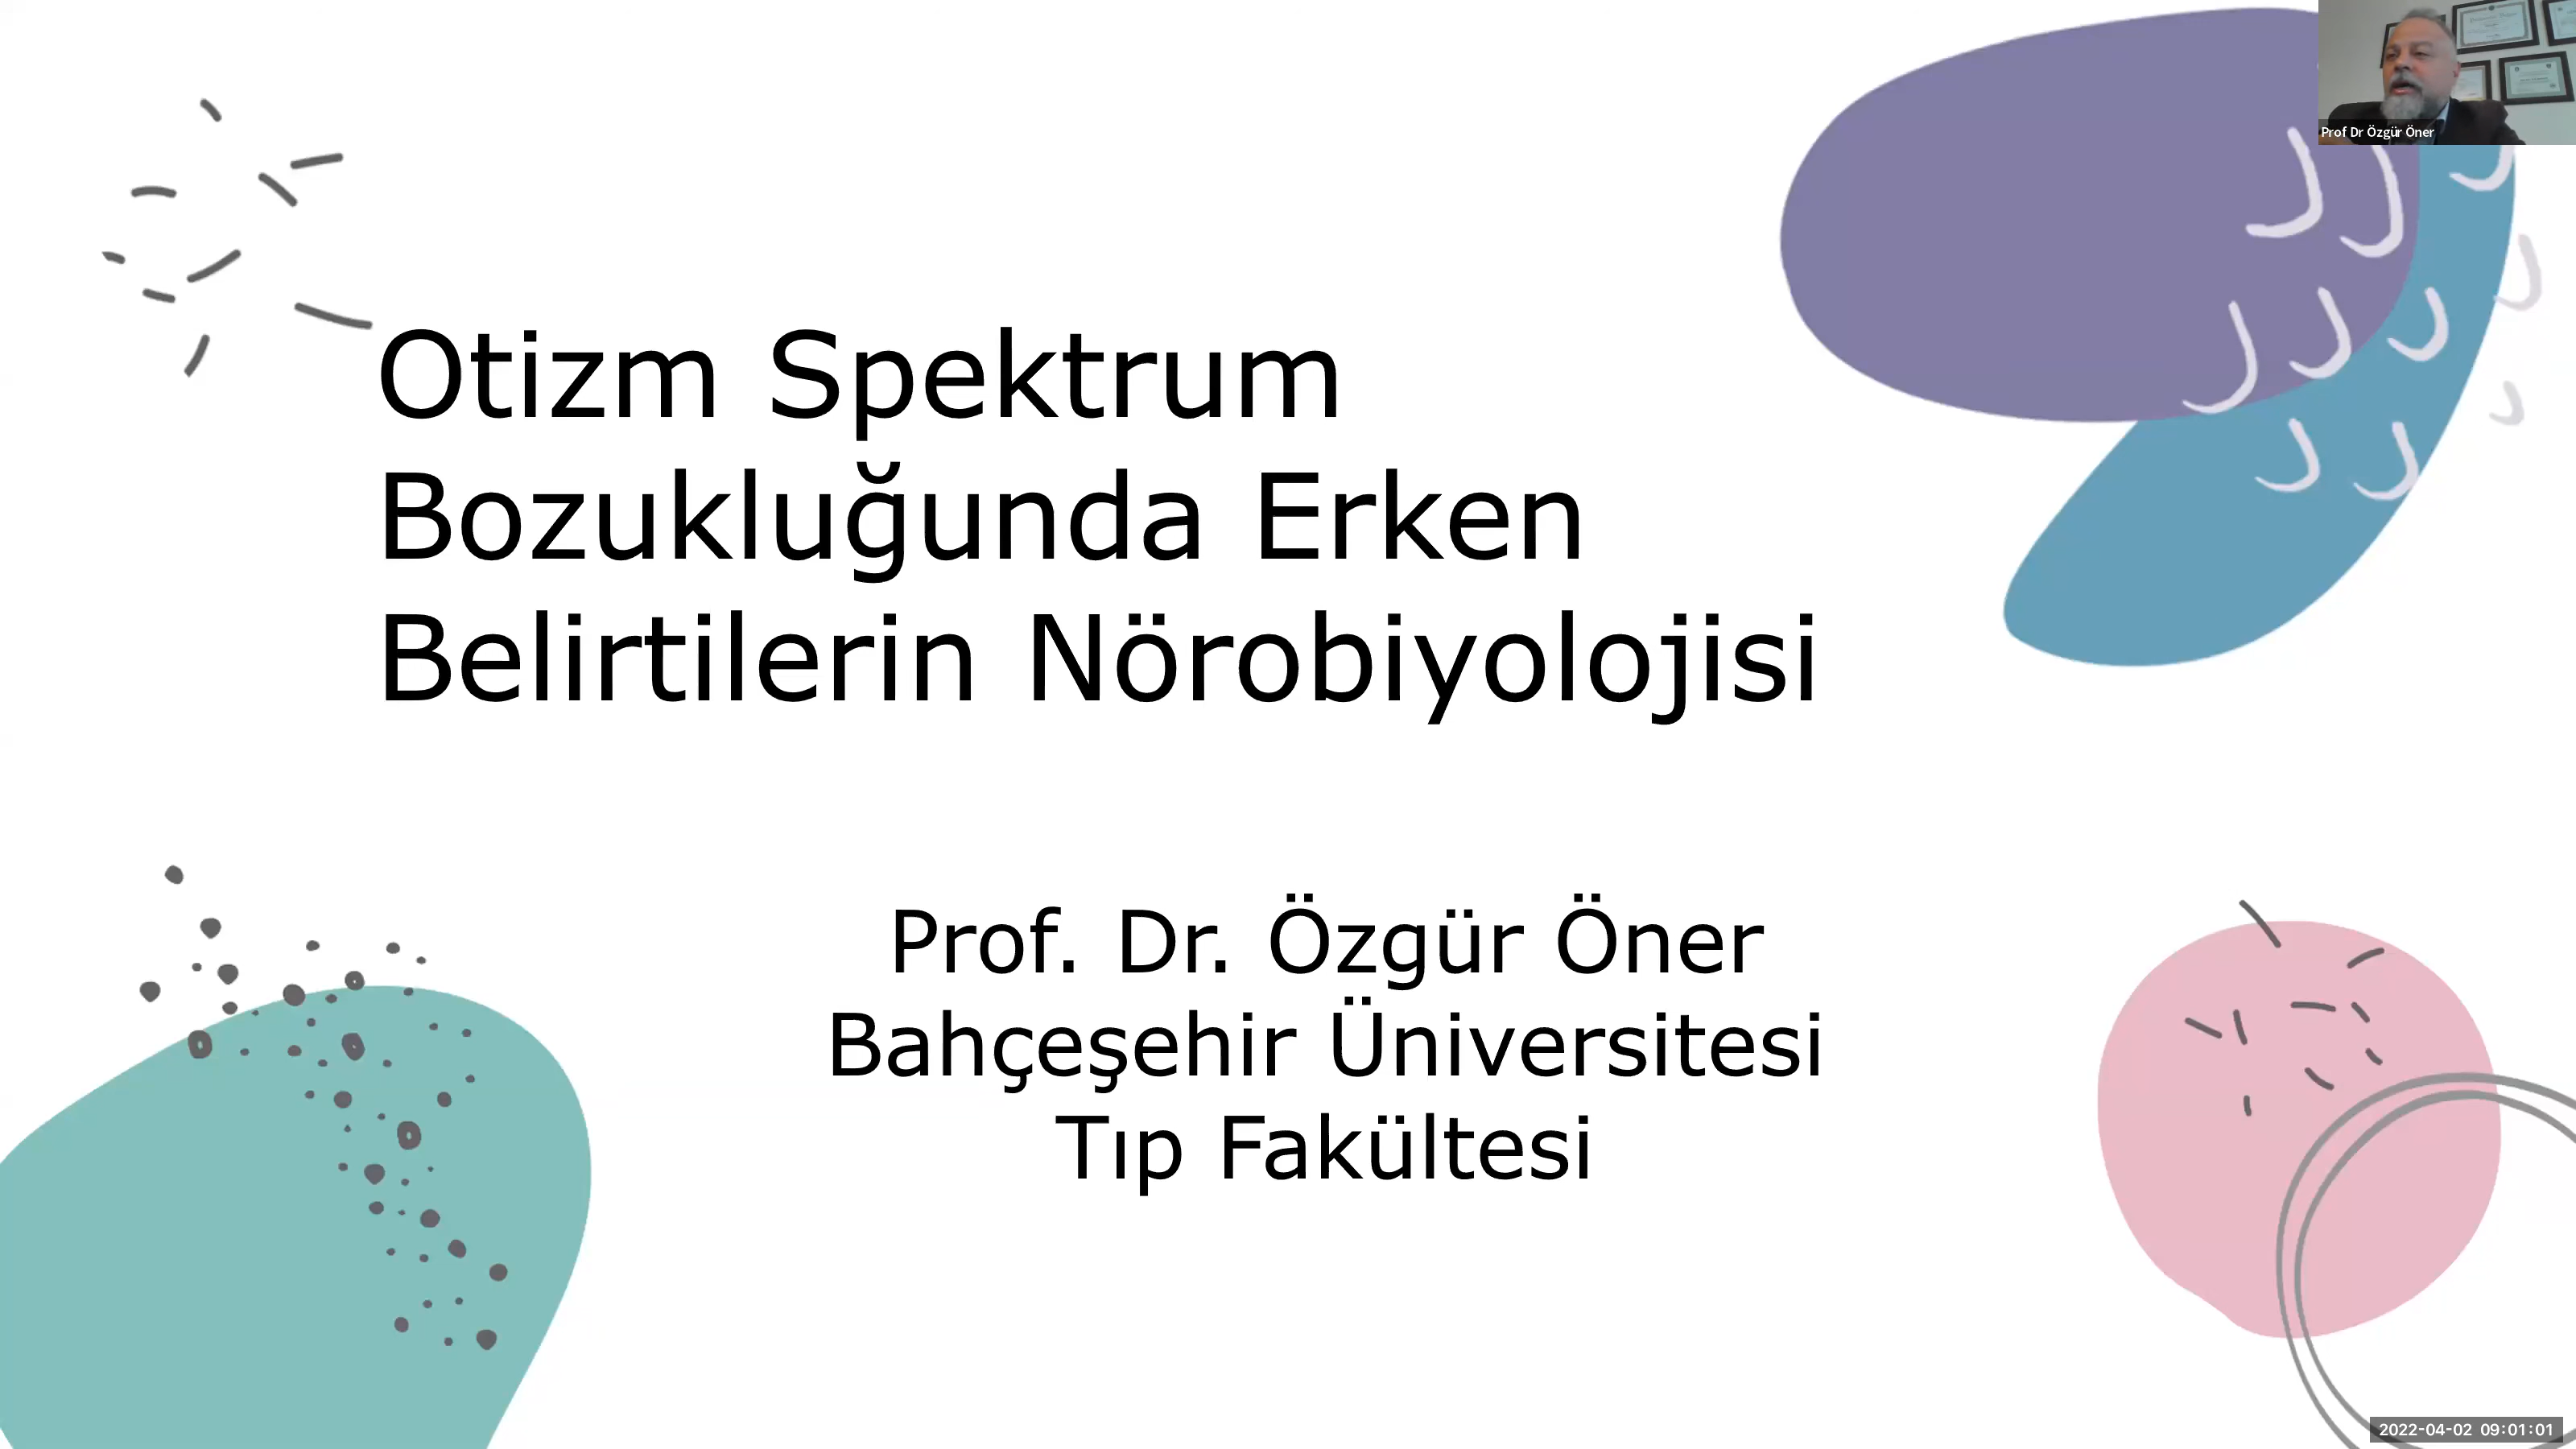 Prof Dr Özgür Öner
Otizm Spektrum
Bozukluğunda Erken
Belirtilerin Nörobiyolojisi
Prof. Dr. Özgür Öner
Bahçeşehir Üniversitesi
Tıp Fakültesi
2022-04-02 09:01:01